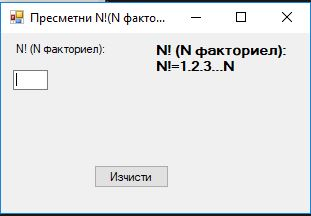 Пресметни N!(N факто...
N! (N факториел):
N! (N факториел):
N!=1.2.3...N
Изчисти